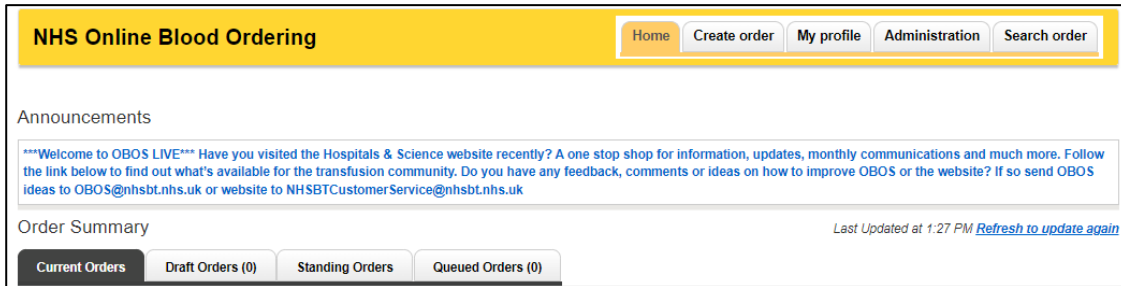 NHS Online Blood Ordering
Home Create order My profile Administration Search order
Announcements
***Welcome to OBOS LIVE*** Have you visited the Hospitals & Science website recently? A one stop shop for information, updates, monthly communications and much more. Follow
the link below to find out what's available for the transfusion community. Do you have any feedback, comments or ideas on how to improve OBOS or the website? If so send OBOS
ideas to OBOS@nhsbt.nhs.uk or website to NHSBTCustomerService@nhsbt.nhs.uk
Order Summary
Last Updated at 1:27 PM Refresh to update again
Current Orders Draft Orders (0) Standing Orders Queued Orders (0)